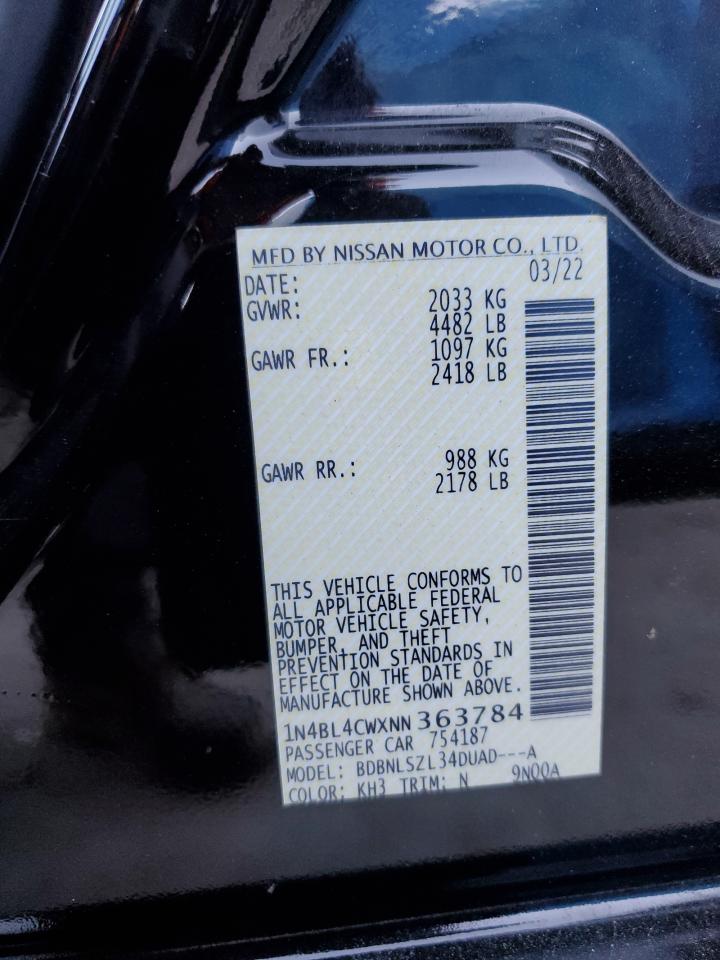 MFD BY NISSAN MOTOR CO., LTD.
DATE: 03/22
GVWR: 2033 KG
4482 LB
GAWR FR.: 1097 KG
2418 LB
GAWR RR.: 988 KG
2178 LB
THIS VEHICLE CONFORMS TO
ALL APPLICABLE FEDERAL
MOTOR VEHICLE SAFETY,
BUMPER, AND THEFT
PREVENTION STANDARDS IN
EFFECT ON THE DATE OF
MANUFACTURE SHOWN ABOVE.
1N4BL4CWXNN363784
PASSENGER CAR 754187
MODEL: BDBNLSZL34DUAD---A
COLOR: KH3 TRIM: N 9N00A